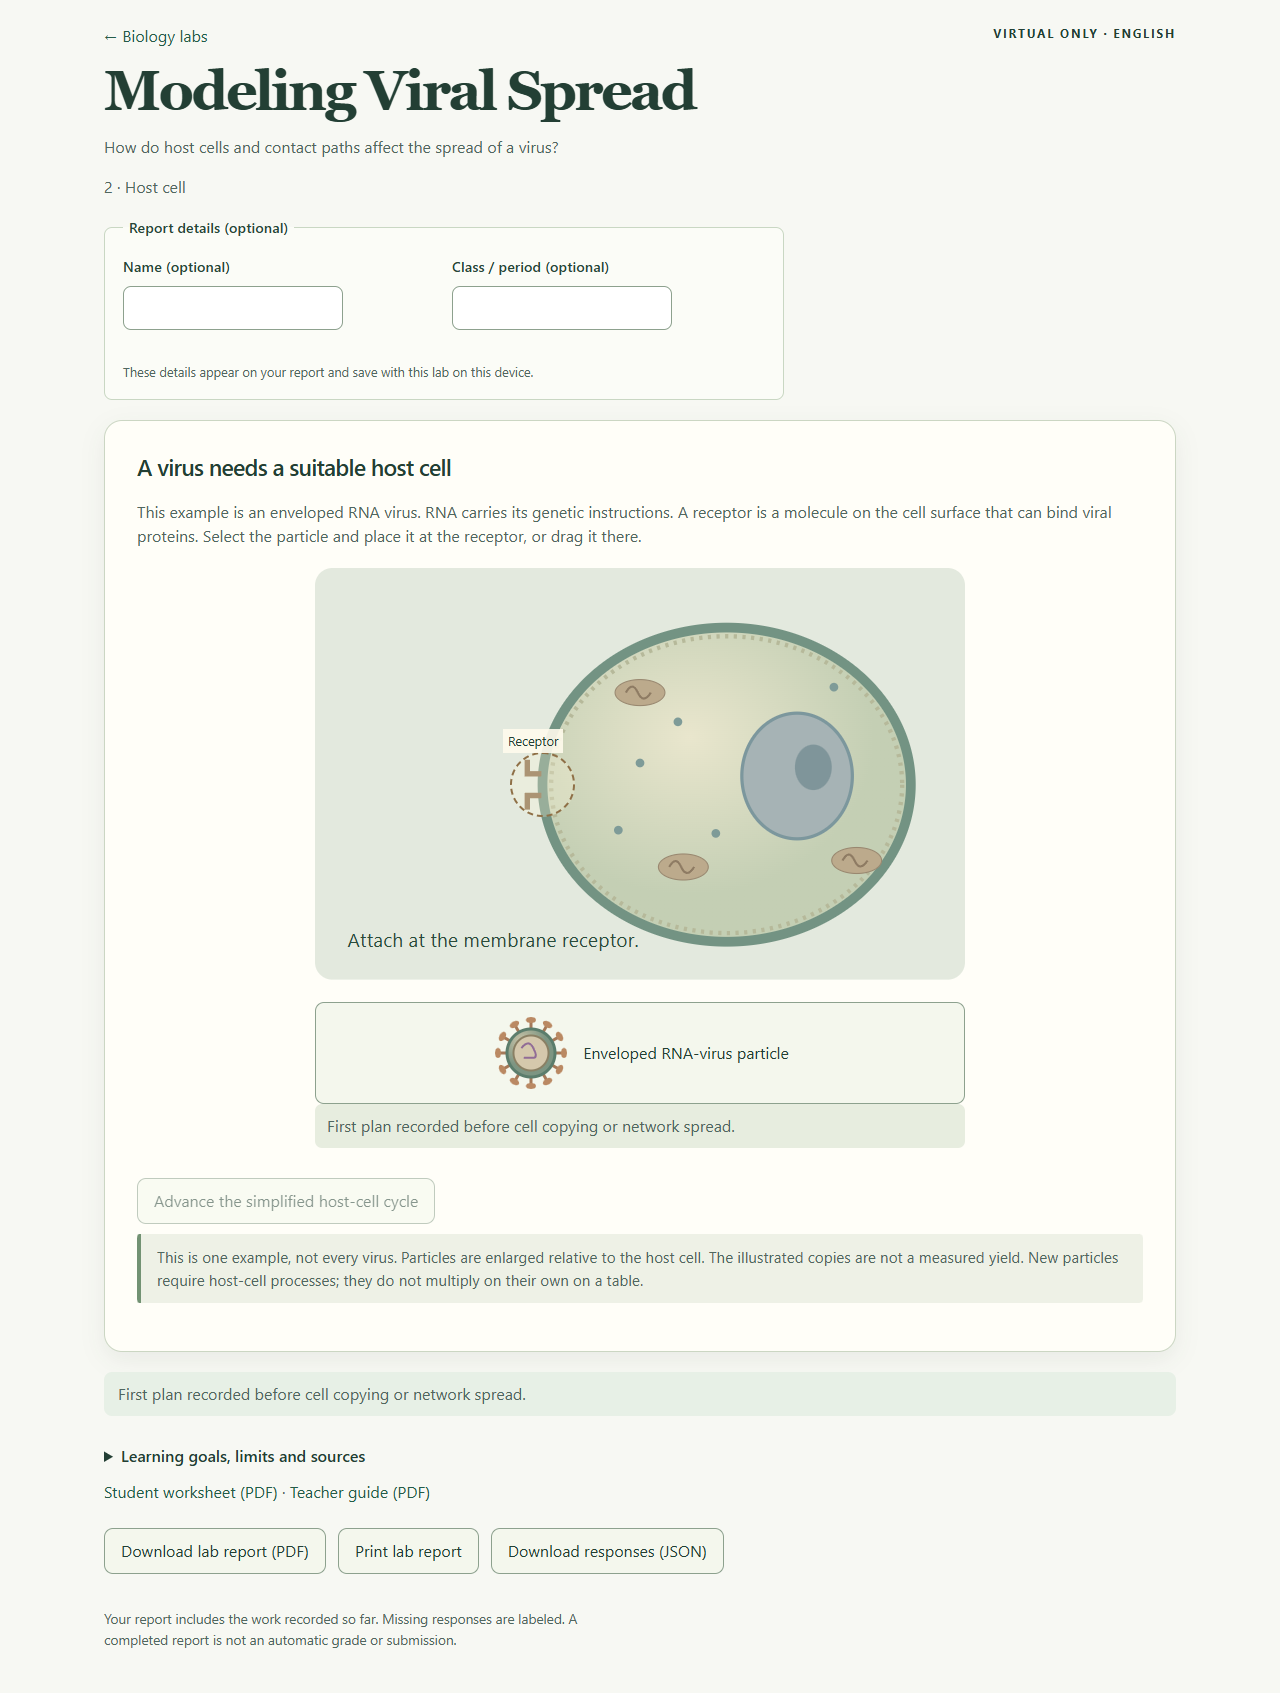 ← Biology labs
VIRTUAL ONLY · ENGLISH
Modeling Viral Spread
How do host cells and contact paths affect the spread of a virus?
2 · Host cell
Report details (optional)
Name (optional)
Class / period (optional)
These details appear on your report and save with this lab on this device.
A virus needs a suitable host cell
This example is an enveloped RNA virus. RNA carries its genetic instructions. A receptor is a molecule on the cell surface that can bind viral
proteins. Select the particle and place it at the receptor, or drag it there.
Receptor
Attach at the membrane receptor.
Enveloped RNA-virus particle
First plan recorded before cell copying or network spread.
Advance the simplified host-cell cycle
This is one example, not every virus. Particles are enlarged relative to the host cell. The illustrated copies are not a measured yield. New particles
require host-cell processes; they do not multiply on their own on a table.
First plan recorded before cell copying or network spread.
▶ Learning goals, limits and sources
Student worksheet (PDF) · Teacher guide (PDF)
Download lab report (PDF)
Print lab report
Download responses (JSON)
Your report includes the work recorded so far. Missing responses are labeled. A
completed report is not an automatic grade or submission.